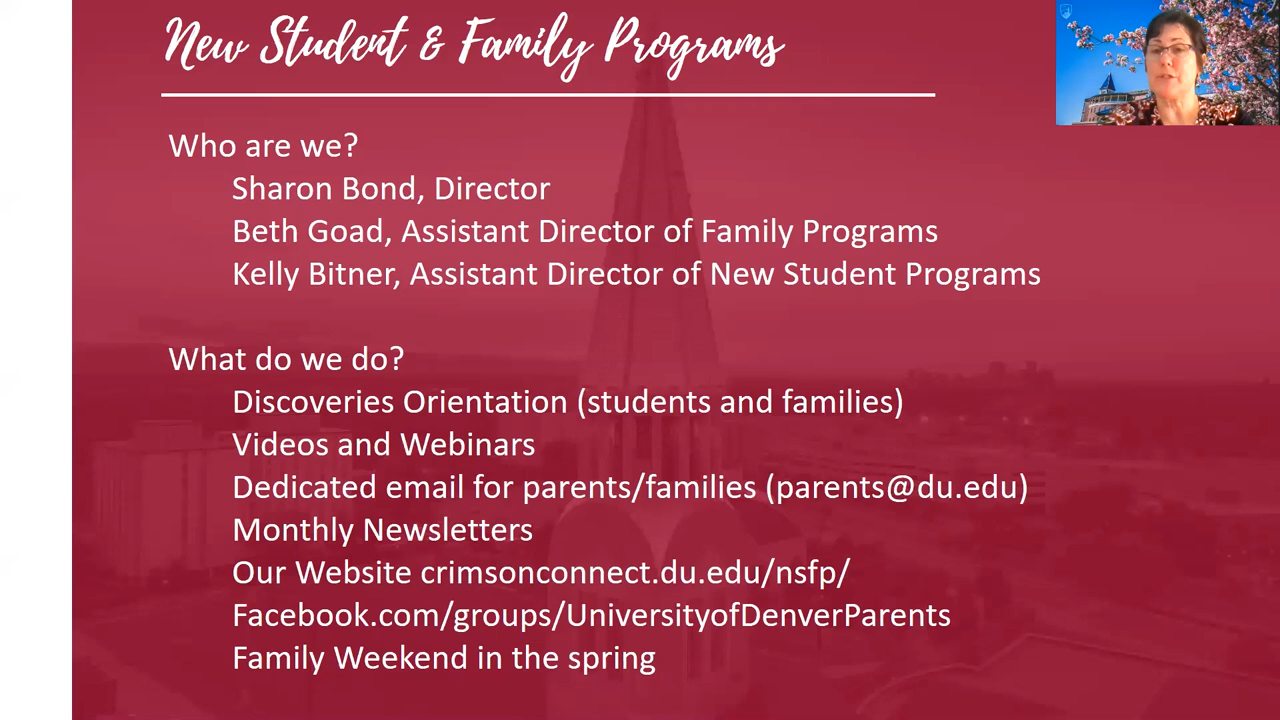 New Student & Family Programs
Who are we?
Sharon Bond, Director
Beth Goad, Assistant Director of Family Programs
Kelly Bitner, Assistant Director of New Student Programs
What do we do?
Discoveries Orientation (students and families)
Videos and Webinars
Dedicated email for parents/families (parents@du.edu)
Monthly Newsletters
Our Website crimsonconnect.du.edu/nsfp/
Facebook.com/groups/UniversityofDenverParents
Family Weekend in the spring